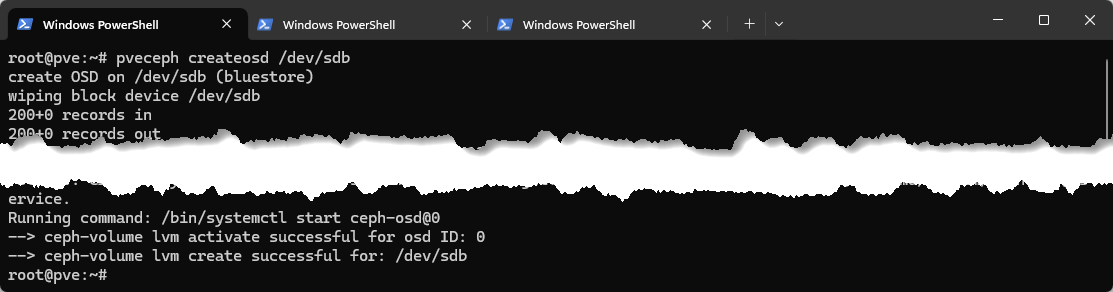 Windows PowerShell
Windows PowerShell
Windows PowerShell
root@pve:~# pveceph createosd /dev/sdb
create OSD on /dev/sdb (bluestore)
wiping block device /dev/sdb
200+0 records in
200+0 records out
ervice.
Running command: /bin/systemctl start ceph-osd@0
--> ceph-volume lvm activate successful for osd ID: 0
--> ceph-volume lvm create successful for: /dev/sdb
root@pve:~#